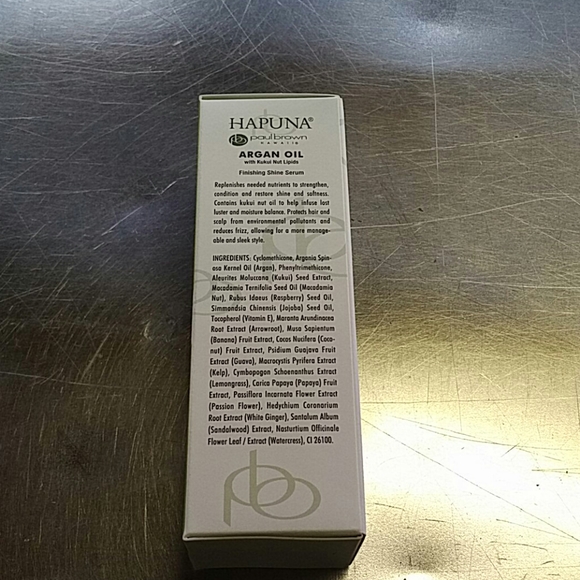 HAPUNA®
pb paulbrown
HAWAII®
ARGAN OIL
with Kukui Nut Lipids
Finishing Shine Serum
Replenishes needed nutrients to strengthen,
condition and restore shine and softness.
Contains kukui nut oil to help infuse lost
luster and moisture balance. Protects hair and
scalp from environmental pollutants and
reduces frizz, allowing for a more manage-
able and sleek style.
INGREDIENTS: Cyclomethicone, Argania Spin-
osa Kernel Oil (Argan), Phenyltrimethicone,
Aleurites Moluccana (Kukui) Seed Extract,
Macadamia Ternifolia Seed Oil (Macadamia
Nut), Rubus Idaeus (Raspberry) Seed Oil,
Simmondsia Chinensis (Jojoba) Seed Oil,
Tocopherol (Vitamin E), Maranta Arundinacea
Root Extract (Arrowroot), Musa Sapientum
(Banana) Fruit Extract, Cocos Nucifera (Coco-
nut) Fruit Extract, Psidium Guajava Fruit
Extract (Guava), Macrocystis Pyrifera Extract
(Kelp), Cymbopogon Schoenanthus Extract
(Lemongrass), Carica Papaya (Papaya) Fruit
Extract, Passiflora Incarnata Flower Extract
(Passion Flower), Hedychium Coronarium
Root Extract (White Ginger), Santalum Album
(Sandalwood) Extract, Nasturtium Officinale
Flower Leaf / Extract (Watercress), CI 26100.
pb